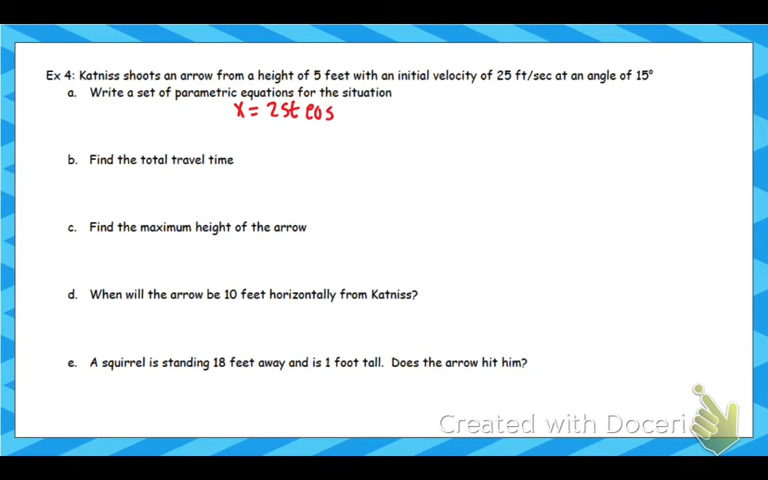 Ex 4: Katniss shoots an arrow from a height of 5 feet with an initial velocity of 25 ft/sec at an angle of 15°
a. Write a set of parametric equations for the situation
x = 25t cos
b. Find the total travel time
c. Find the maximum height of the arrow
d. When will the arrow be 10 feet horizontally from Katniss?
e. A squirrel is standing 18 feet away and is 1 foot tall. Does the arrow hit him?
Created with Doceri